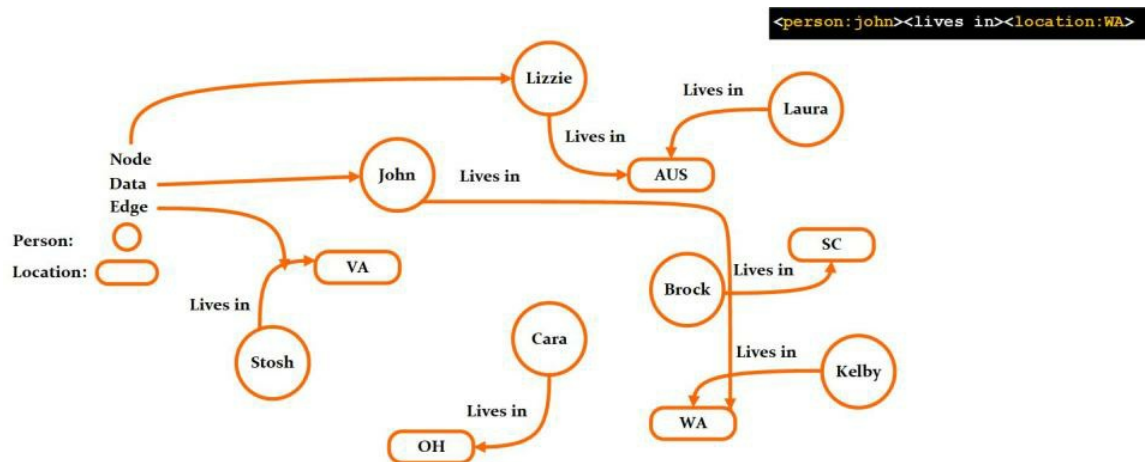 <person:john><lives in><location:WA>
Lizzie
Lives in
Laura
Lives in
Node
Data
Edge
John
Lives in
AUS
Person:
Location:
VA
SC
Brock
Lives in
Lives in
Stosh
Cara
Lives in
Kelby
Lives in
WA
OH